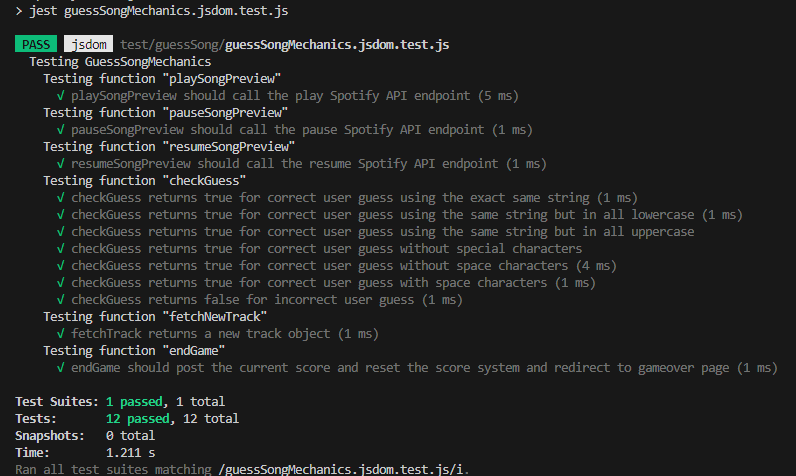 > jest guessSongMechanics.jsdom.test.js
PASS jsdom test/guessSong/guessSongMechanics.jsdom.test.js
Testing GuessSongMechanics
Testing function "playSongPreview"
√ playSongPreview should call the play Spotify API endpoint (5 ms)
Testing function "pauseSongPreview"
√ pauseSongPreview should call the pause Spotify API endpoint (1 ms)
Testing function "resumeSongPreview"
√ resumeSongPreview should call the resume Spotify API endpoint (1 ms)
Testing function "checkGuess"
√ checkGuess returns true for correct user guess using the exact same string (1 ms)
√ checkGuess returns true for correct user guess using the same string but in all lowercase (1 ms)
√ checkGuess returns true for correct user guess using the same string but in all uppercase
√ checkGuess returns true for correct user guess without special characters
√ checkGuess returns true for correct user guess without space characters (4 ms)
√ checkGuess returns true for correct user guess with space characters (1 ms)
√ checkGuess returns false for incorrect user guess (1 ms)
Testing function "fetchNewTrack"
√ fetchTrack returns a new track object (1 ms)
Testing function "endGame"
√ endGame should post the current score and reset the score system and redirect to gameover page (1 ms)
Test Suites: 1 passed, 1 total
Tests: 12 passed, 12 total
Snapshots: 0 total
Time: 1.211 s
Ran all test suites matching /guessSongMechanics.jsdom.test.js/i.